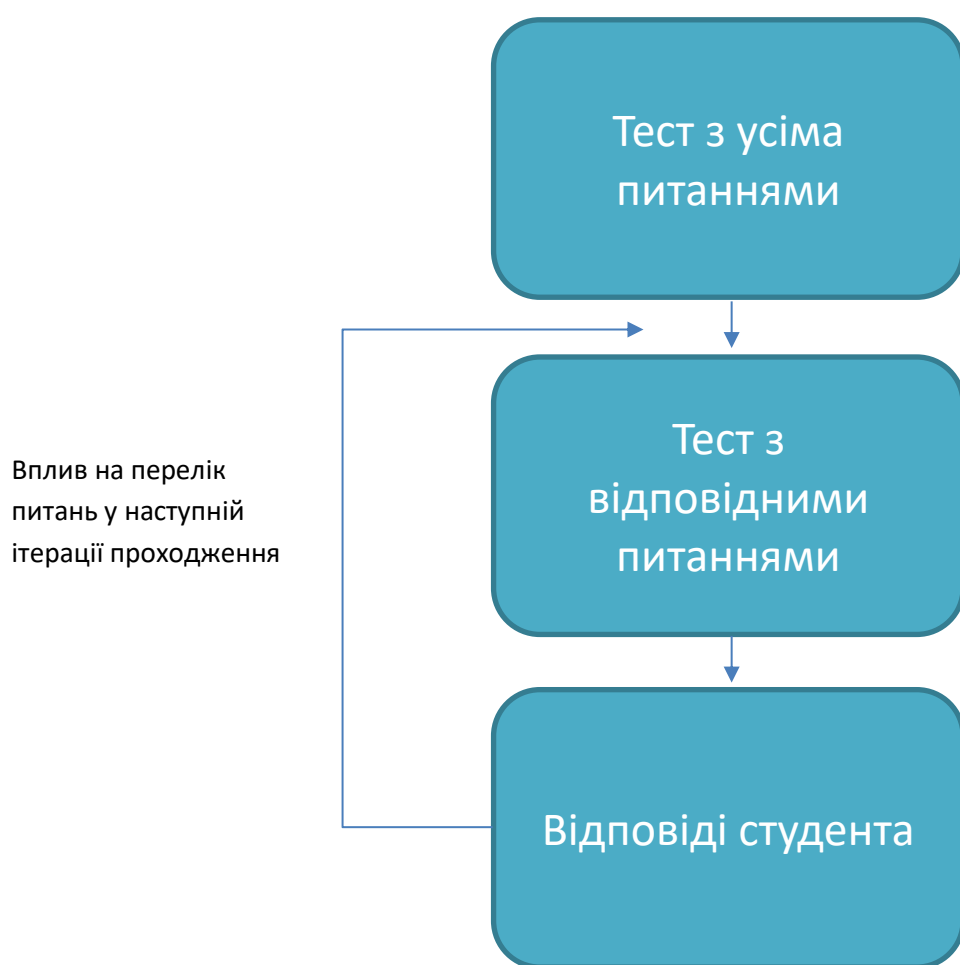 Тест з усіма
питаннями
Тест з
відповідними
питаннями
Вплив на перелік
питань у наступній
ітерації проходження
Відповіді студента